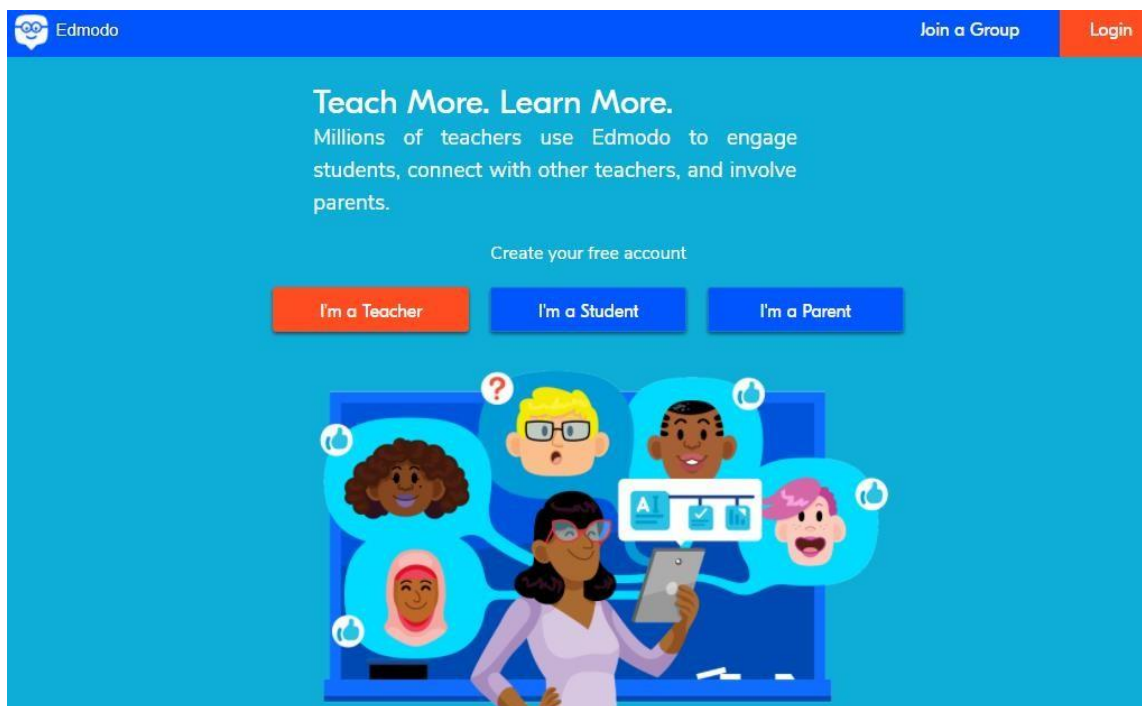 Edmodo
Join a Group
Login
Teach More. Learn More.
Millions of teachers use Edmodo to engage
students, connect with other teachers, and involve
parents.
Create your free account
I'm a Teacher
I'm a Student
I'm a Parent
?
A